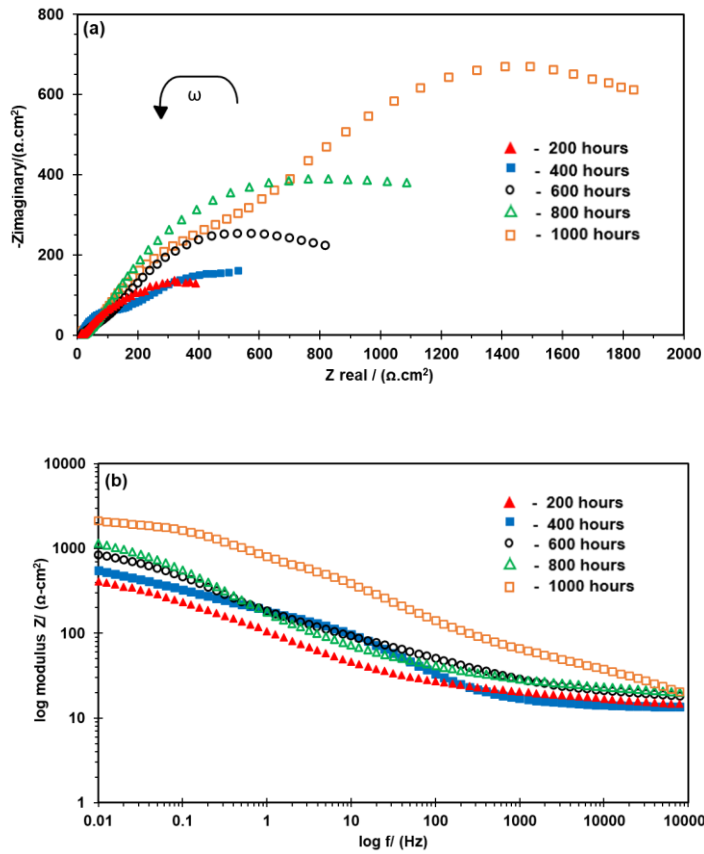 (a)
800
600
400
200
0
-Zimaginary/(Ω.cm²)
ω
- 200 hours
- 400 hours
- 600 hours
- 800 hours
- 1000 hours
0 200 400 600 800 1000 1200 1400 1600 1800 2000
Z real / (Ω.cm²)
(b)
10000
1000
100
10
1
log modulus Z/ (Ω-cm²)
- 200 hours
- 400 hours
- 600 hours
- 800 hours
- 1000 hours
0.01 0.1 1 10 100 1000 10000 100000
log f/ (Hz)